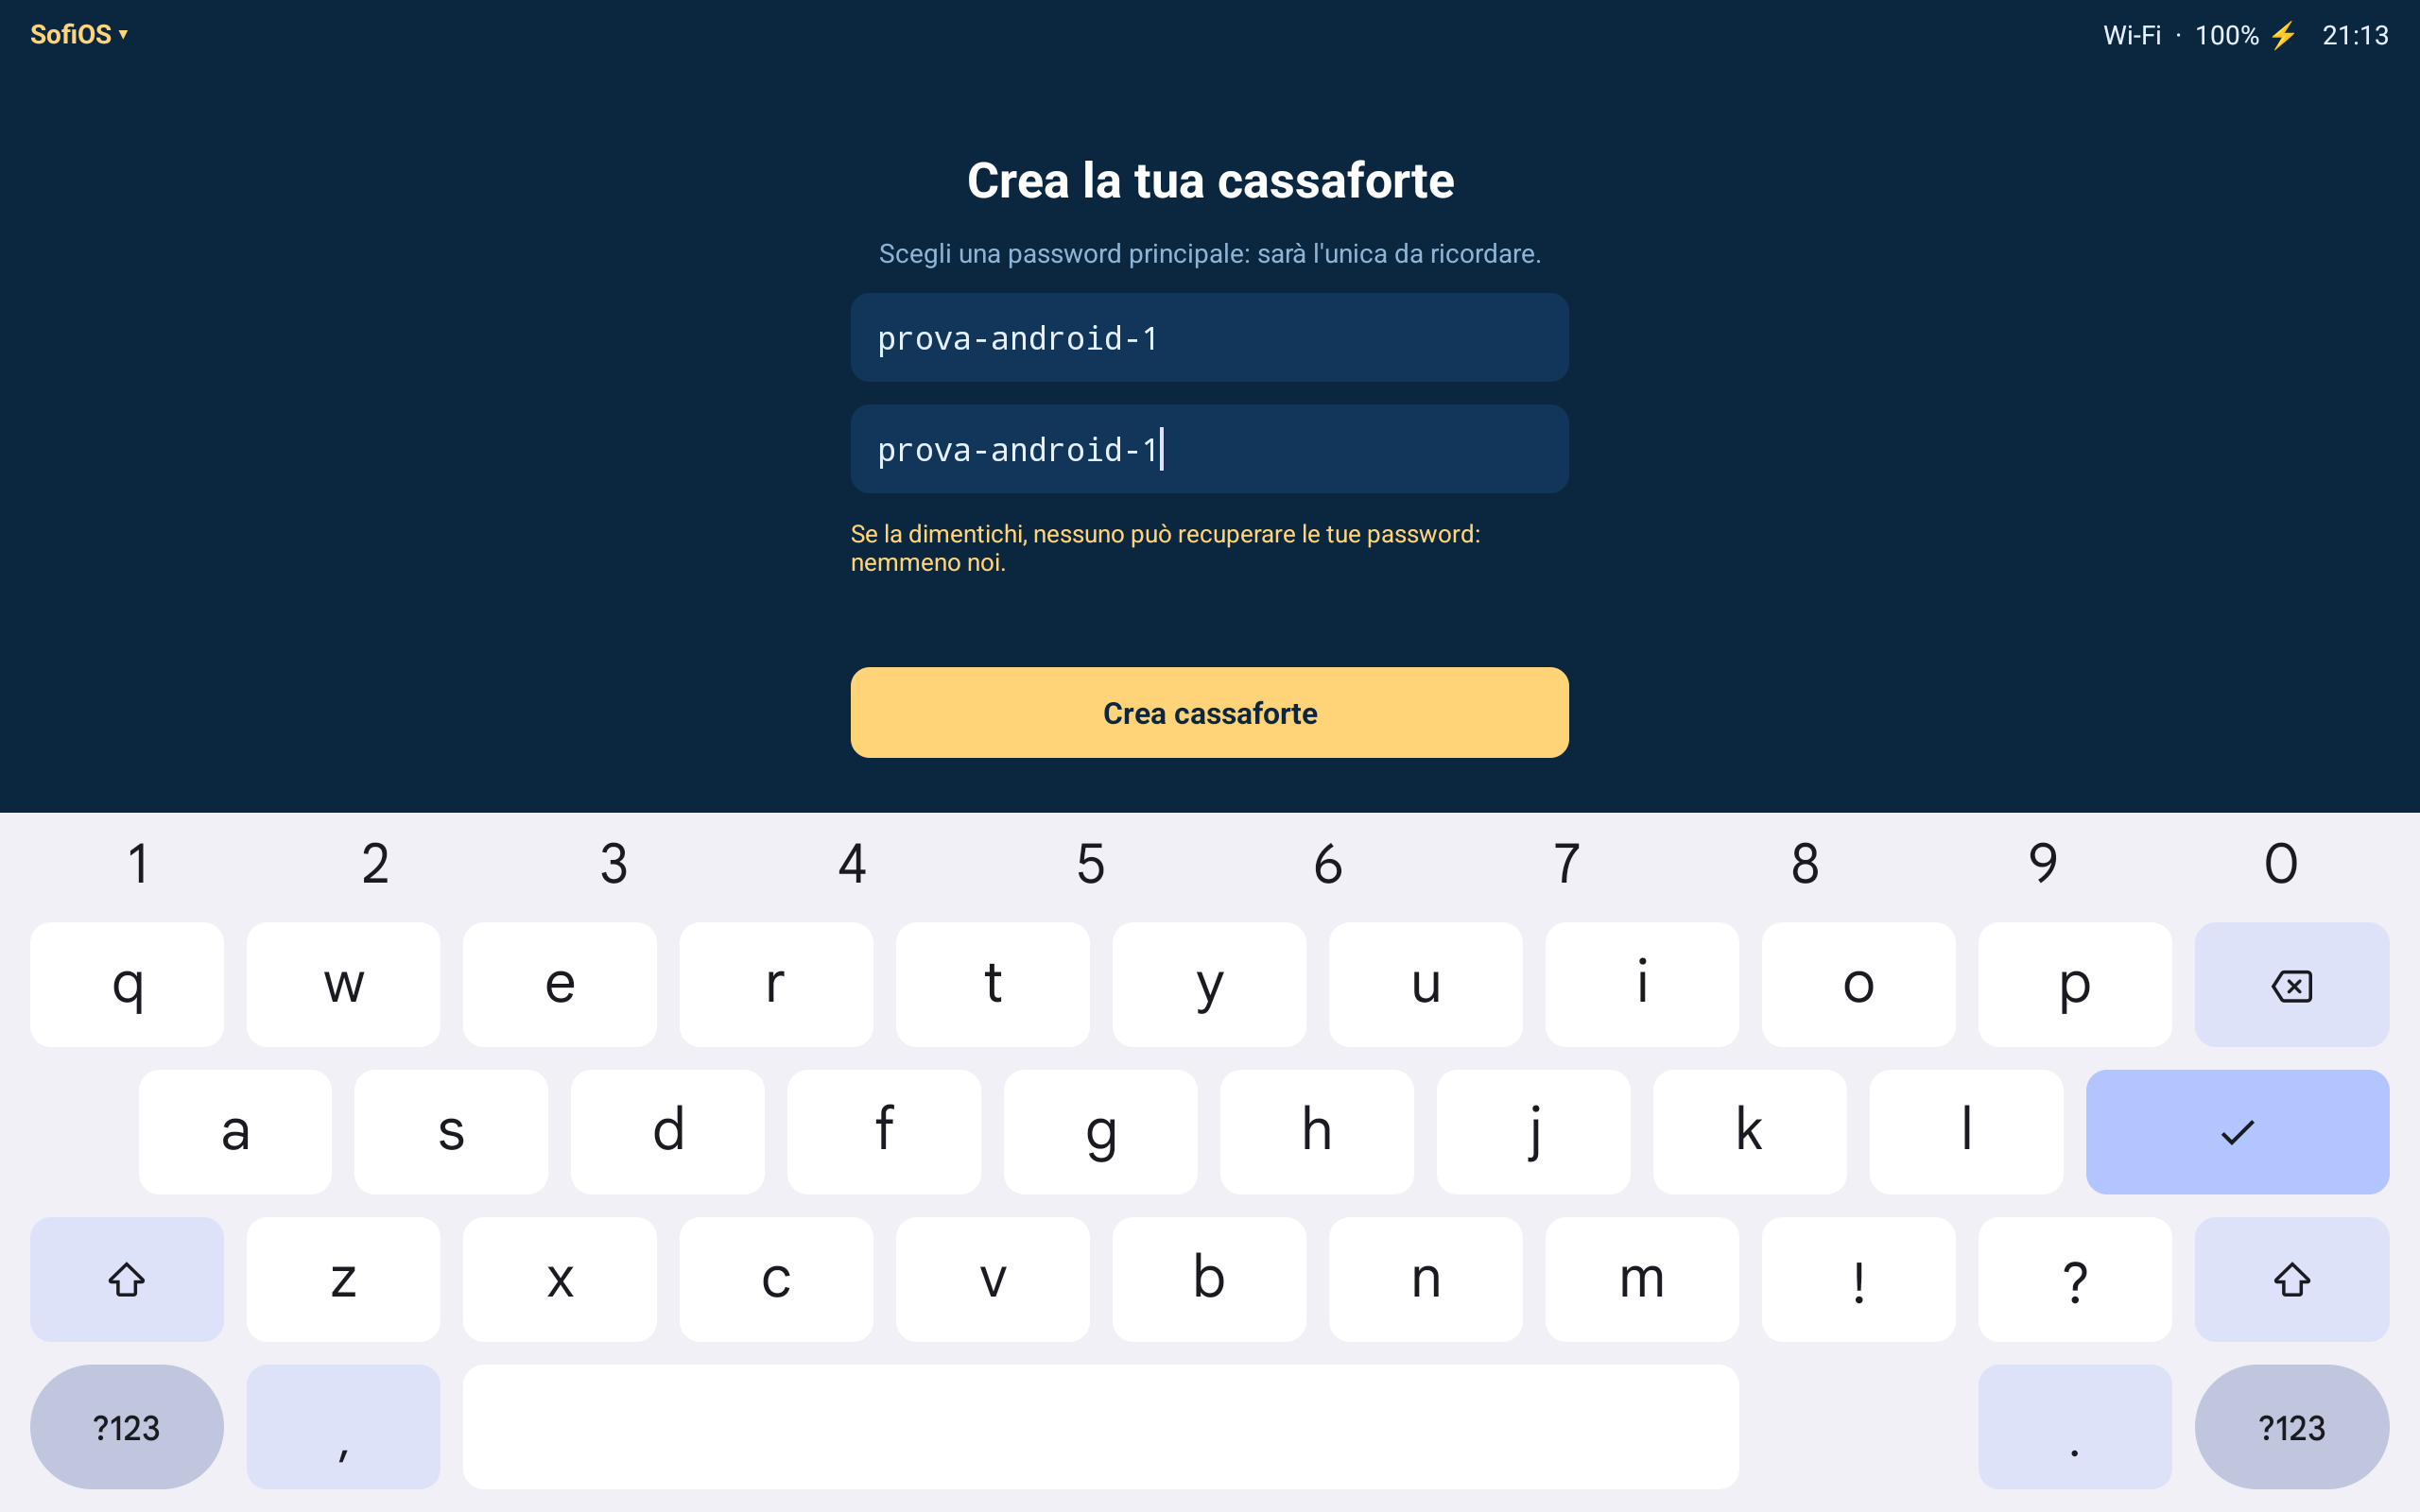 SofiOS ▾
Wi-Fi · 100% ⚡ 21:13
Crea la tua cassaforte
Scegli una password principale: sarà l'unica da ricordare.
prova-android-1
prova-android-1
Se la dimentichi, nessuno può recuperare le tue password:
nemmeno noi.
Crea cassaforte
1 2 3 4 5 6 7 8 9 0
q w e r t y u i o p
a s d f g h j k l
z x c v b n m ! ?
?123 , . ?123